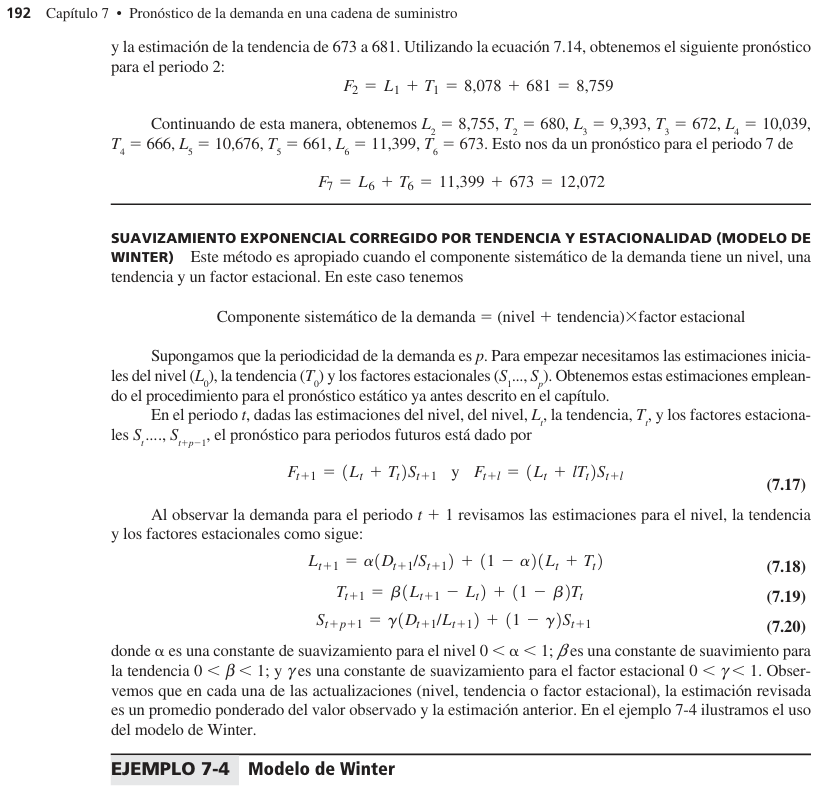 192 Capítulo 7 • Pronóstico de la demanda en una cadena de suministro
y la estimación de la tendencia de 673 a 681. Utilizando la ecuación 7.14, obtenemos el siguiente pronóstico
para el periodo 2:
F₂ = L₁ + T₁ = 8,078 + 681 = 8,759
Continuando de esta manera, obtenemos L₂ = 8,755, T₂ = 680, L₃ = 9,393, T₃ = 672, L₄ = 10,039,
T₄ = 666, L₅ = 10,676, T₅ = 661, L₆ = 11,399, T₆ = 673. Esto nos da un pronóstico para el periodo 7 de
F₇ = L₆ + T₆ = 11,399 + 673 = 12,072
SUAVIZAMIENTO EXPONENCIAL CORREGIDO POR TENDENCIA Y ESTACIONALIDAD (MODELO DE
WINTER) Este método es apropiado cuando el componente sistemático de la demanda tiene un nivel, una
tendencia y un factor estacional. En este caso tenemos
Componente sistemático de la demanda = (nivel + tendencia)×factor estacional
Supongamos que la periodicidad de la demanda es p. Para empezar necesitamos las estimaciones inicia-
les del nivel (L₀), la tendencia (T₀) y los factores estacionales (S₁..., Sₚ). Obtenemos estas estimaciones emplean-
do el procedimiento para el pronóstico estático ya antes descrito en el capítulo.
En el periodo t, dadas las estimaciones del nivel, del nivel, Lₜ, la tendencia, Tₜ, y los factores estaciona-
les Sₜ...., Sₜ₊ₚ₋₁, el pronóstico para periodos futuros está dado por
Fₜ₊₁ = (Lₜ + Tₜ)Sₜ₊₁ y Fₜ₊ₗ = (Lₜ + lTₜ)Sₜ₊ₗ
(7.17)
Al observar la demanda para el periodo t + 1 revisamos las estimaciones para el nivel, la tendencia
y los factores estacionales como sigue:
Lₜ₊₁ = α(Dₜ₊₁/Sₜ₊₁) + (1 − α)(Lₜ + Tₜ) (7.18)
Tₜ₊₁ = β(Lₜ₊₁ − Lₜ) + (1 − β)Tₜ (7.19)
Sₜ₊ₚ₊₁ = γ(Dₜ₊₁/Lₜ₊₁) + (1 − γ)Sₜ₊₁ (7.20)
donde α es una constante de suavizamiento para el nivel 0 < α < 1; β es una constante de suavimiento para
la tendencia 0 < β < 1; y γ es una constante de suavizamiento para el factor estacional 0 < γ < 1. Obser-
vemos que en cada una de las actualizaciones (nivel, tendencia o factor estacional), la estimación revisada
es un promedio ponderado del valor observado y la estimación anterior. En el ejemplo 7-4 ilustramos el uso
del modelo de Winter.
EJEMPLO 7-4 Modelo de Winter